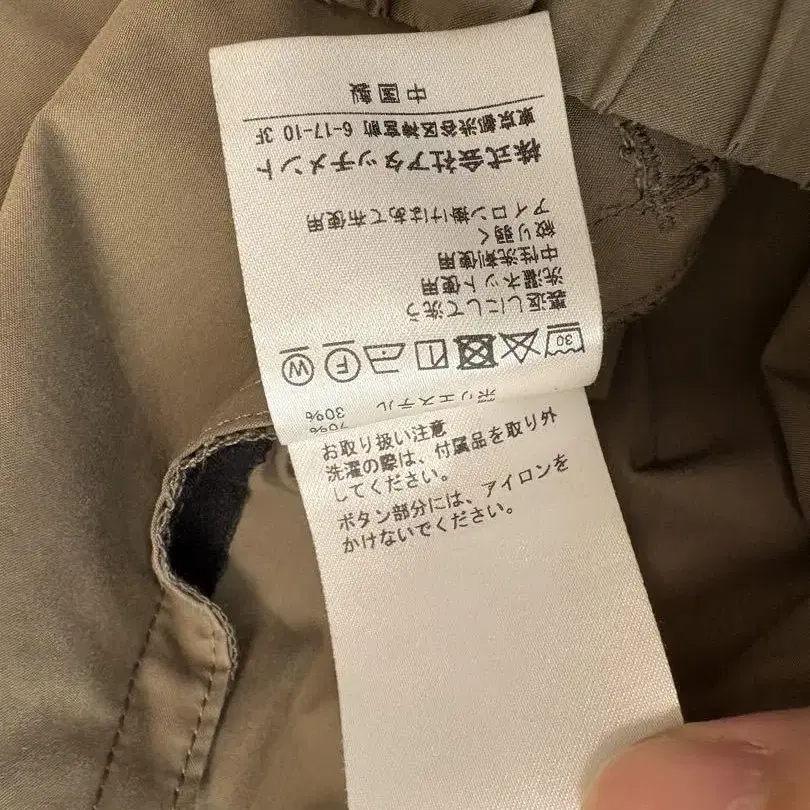 70%
ポリエステル 30%
30
F
W
裏返しにして洗う
洗濯ネット使用
中性洗剤使用
絞り弱く
アイロン掛けはあて布使用
株式会社アタッチメント
東京都渋谷区神宮前 6-17-10 3F
中国製
お取り扱い注意
洗濯の際は、付属品を取り外
してください。
ボタン部分には、アイロンを
かけないでください。